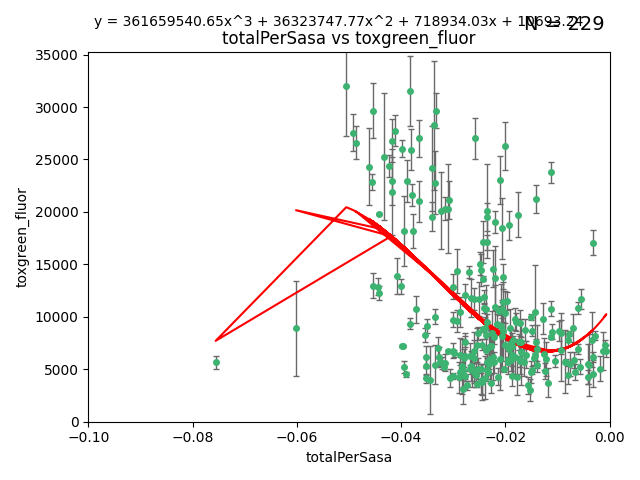 y = 361659540.65x^3 + 36323747.77x^2 + 718934.03x + 10693.24
N = 229
totalPerSasa vs toxgreen_fluor
35000
30000
25000
20000
15000
10000
5000
0
toxgreen_fluor
−0.10 −0.08 −0.06 −0.04 −0.02 0.00
totalPerSasa